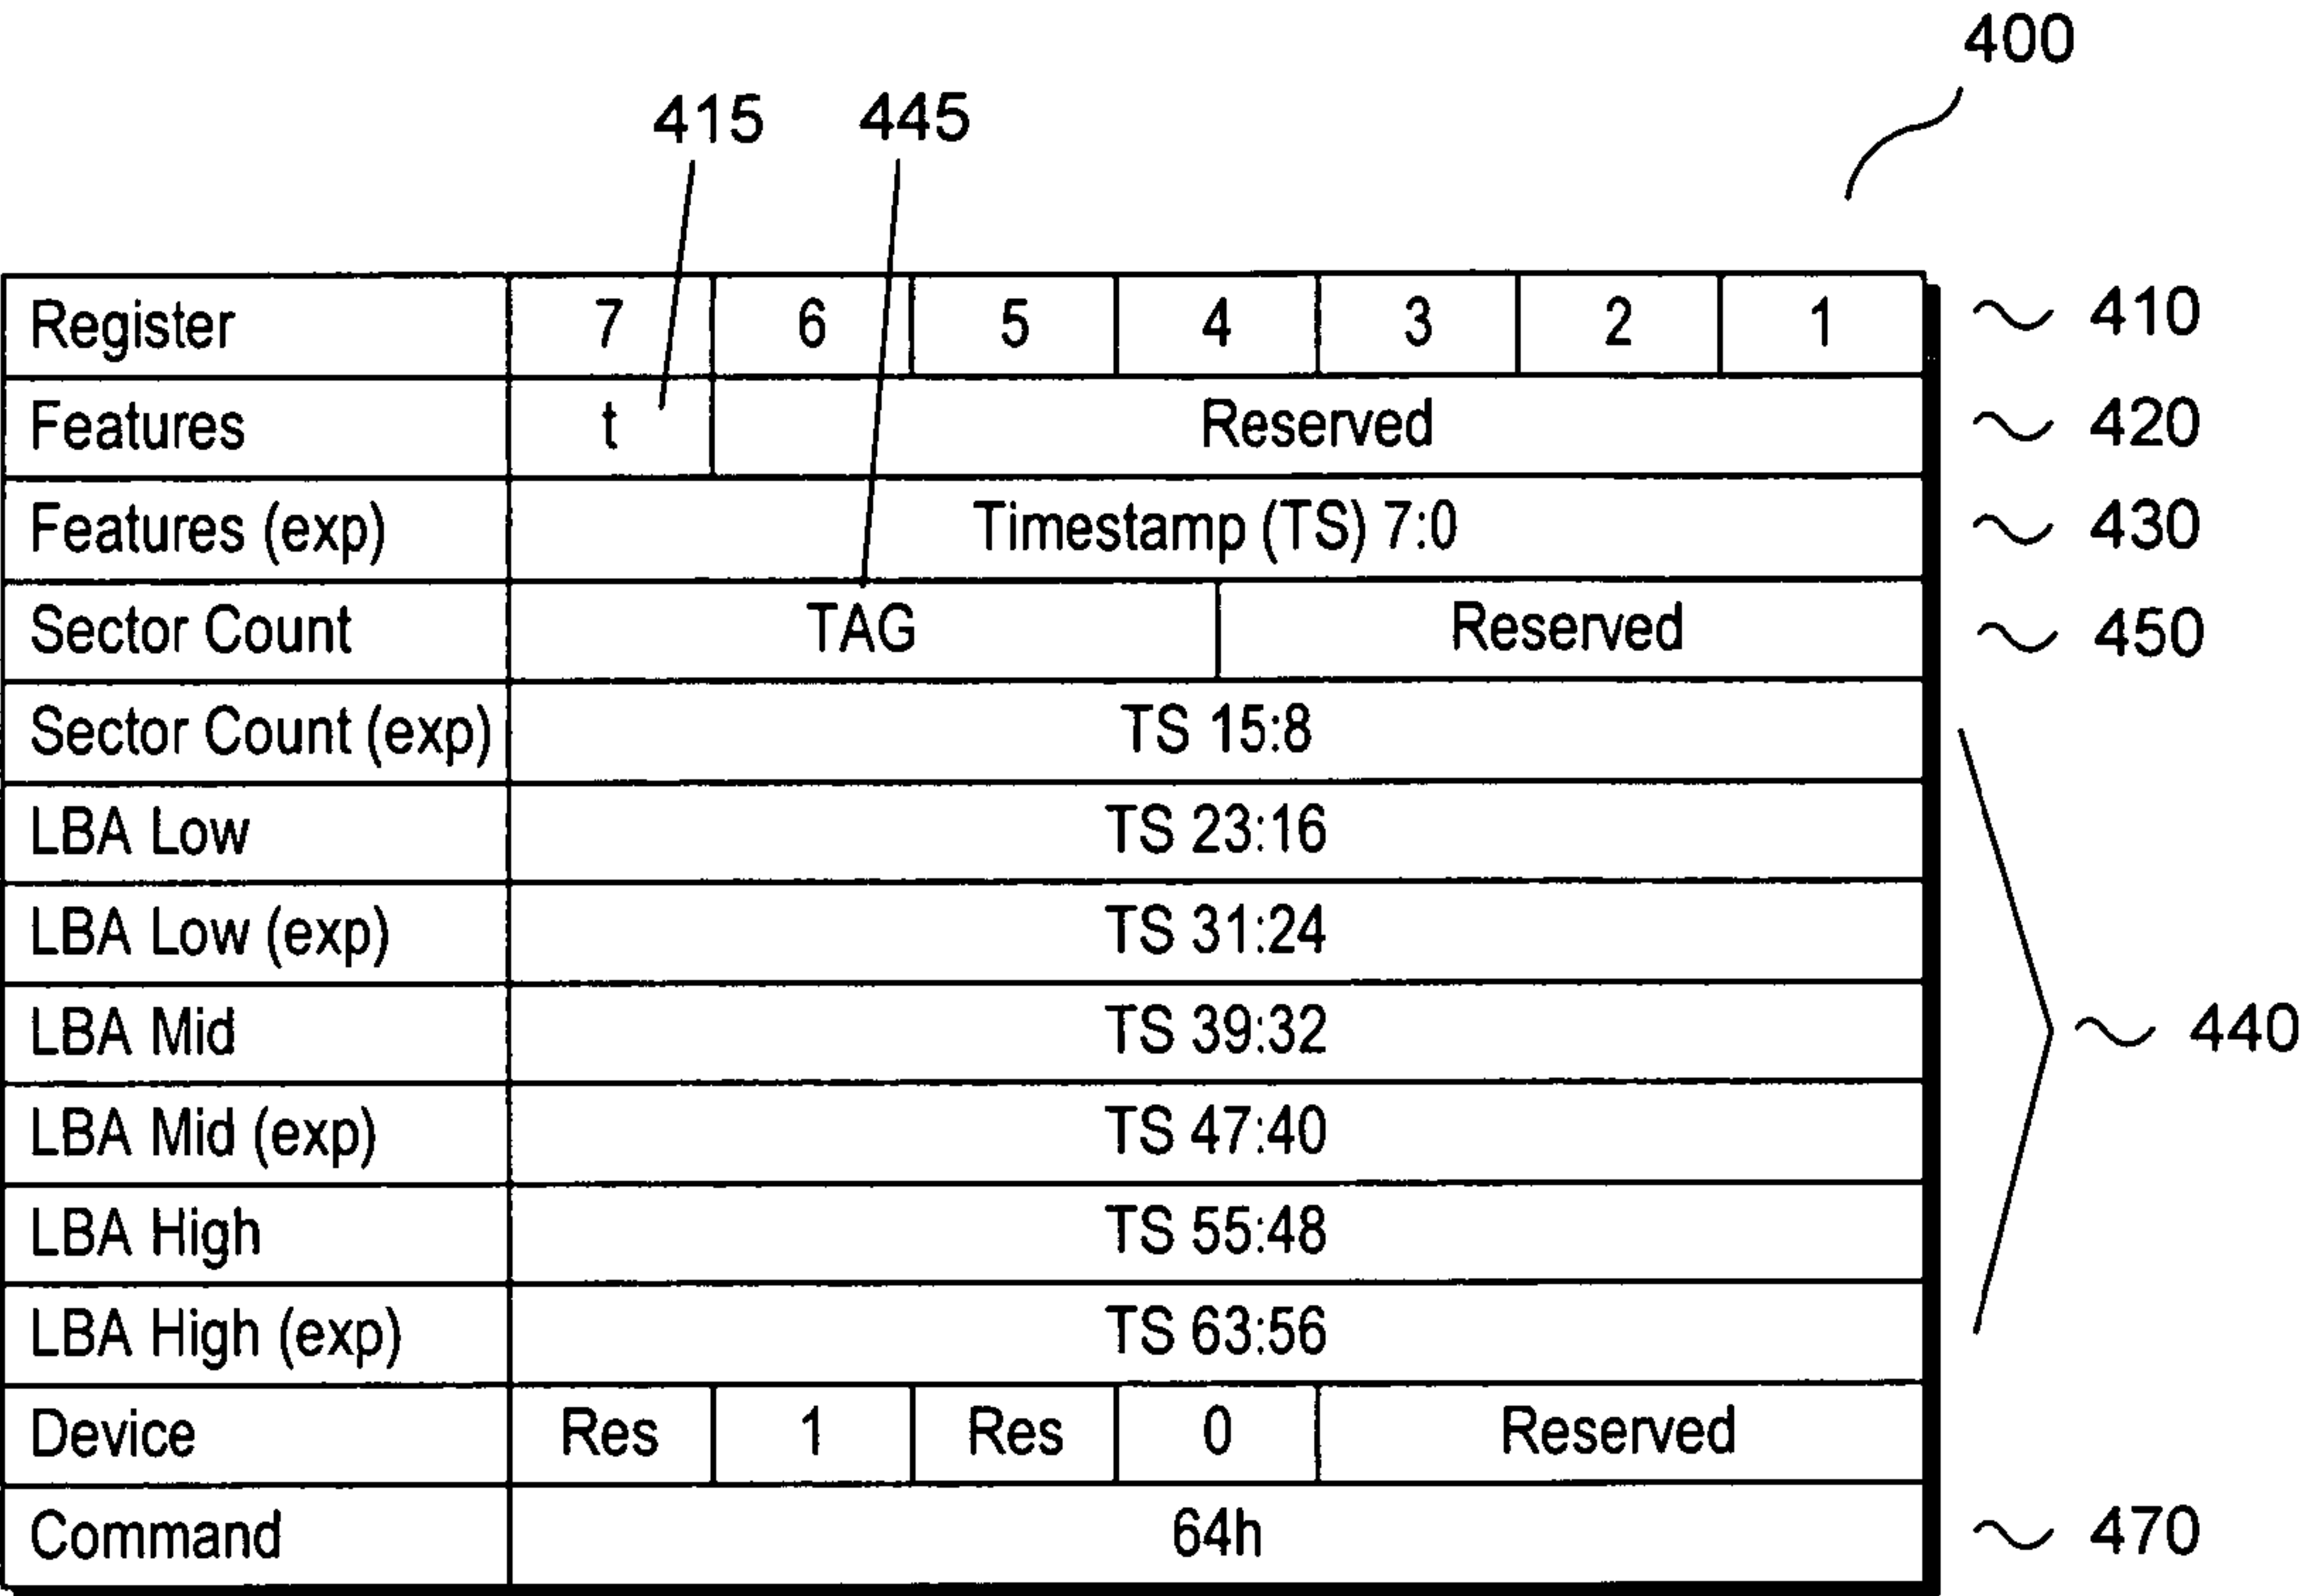 400
415 445
Register 7 6 5 4 3 2 1 410
Features t Reserved 420
Features (exp) Timestamp (TS) 7:0 430
Sector Count TAG Reserved 450
Sector Count (exp) TS 15:8
LBA Low TS 23:16
LBA Low (exp) TS 31:24
LBA Mid TS 39:32
440
LBA Mid (exp) TS 47:40
LBA High TS 55:48
LBA High (exp) TS 63:56
Device Res 1 Res 0 Reserved
Command 64h 470